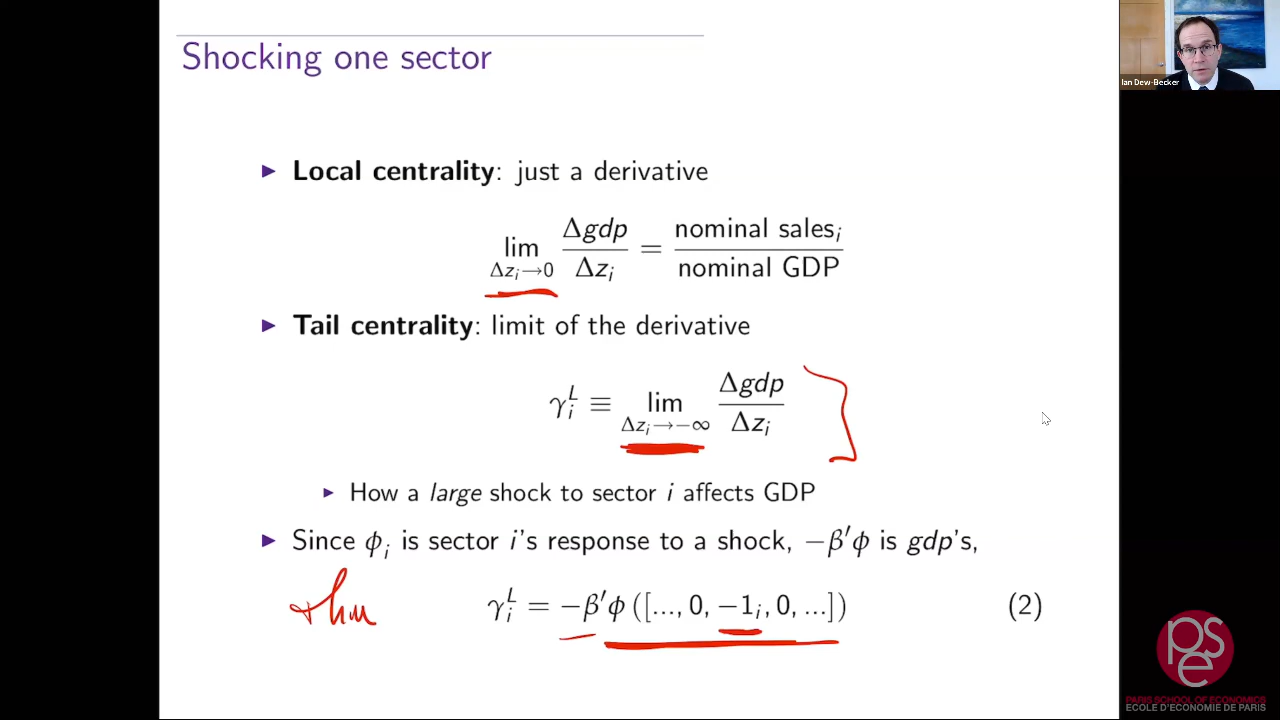 Shocking one sector
Ian Dew-Becker
▶ Local centrality: just a derivative
lim_{Δz_i→0} Δgdp/Δz_i = nominal sales_i/nominal GDP
▶ Tail centrality: limit of the derivative
γ_i^L ≡ lim_{Δz_i→−∞} Δgdp/Δz_i
▶ How a large shock to sector i affects GDP
▶ Since ϕ_i is sector i's response to a shock, −β′ϕ is gdp's,
γ_i^L = −β′ϕ ([..., 0, −1_i, 0, ...]) (2)
pse
PARIS SCHOOL OF ECONOMICS
ECOLE D'ECONOMIE DE PARIS